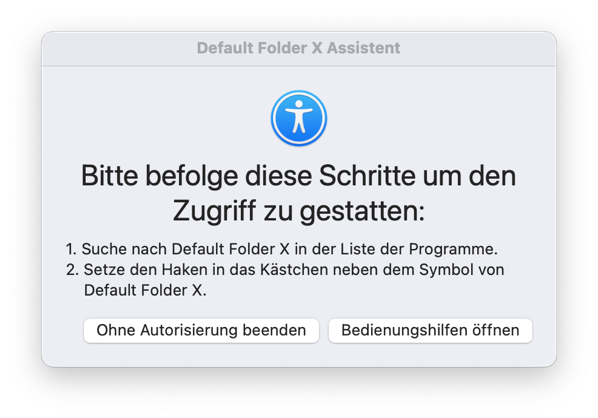 Default Folder X Assistent
Bitte befolge diese Schritte um den
Zugriff zu gestatten:
1. Suche nach Default Folder X in der Liste der Programme.
2. Setze den Haken in das Kästchen neben dem Symbol von
Default Folder X.
Ohne Autorisierung beenden
Bedienungshilfen öffnen